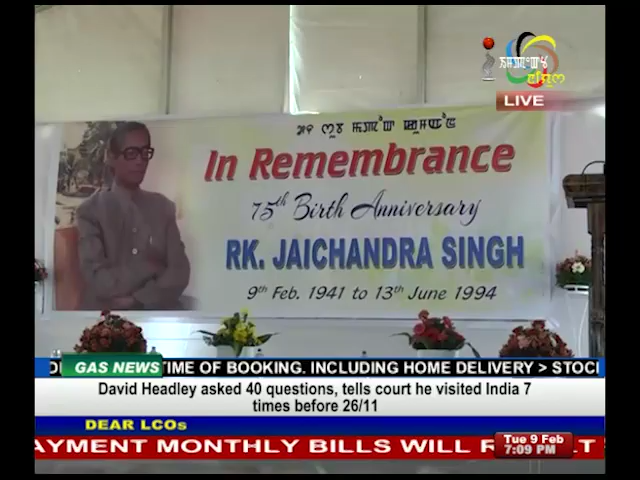 LIVE
In Remembrance
75th Birth Anniversary
RK. JAICHANDRA SINGH
9th Feb. 1941 to 13th June 1994
GAS NEWS
TIME OF BOOKING. INCLUDING HOME DELIVERY > STOC
David Headley asked 40 questions, tells court he visited India 7
times before 26/11
DEAR LCOs
AYMENT MONTHLY BILLS WILL R
Tue 9 Feb
7:09 PM